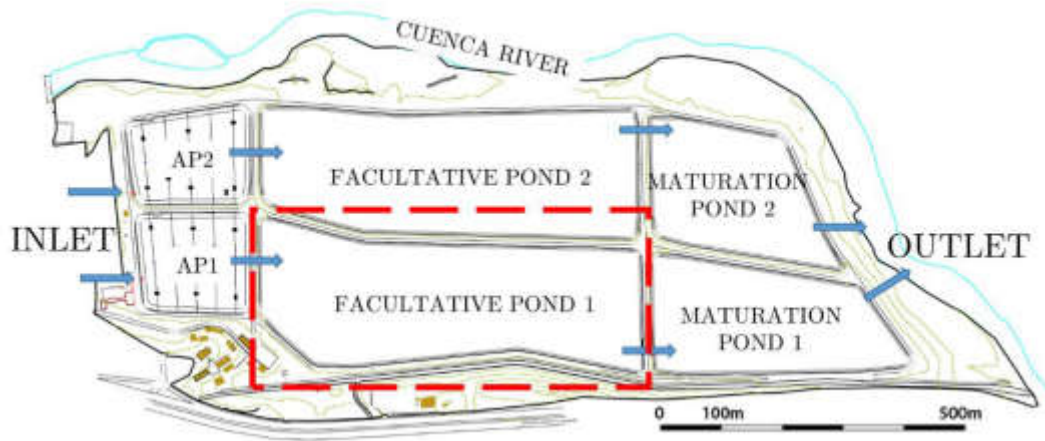 CUENCA RIVER
AP2
FACULTATIVE POND 2
MATURATION
POND 2
INLET
OUTLET
AP1
FACULTATIVE POND 1
MATURATION
POND 1
0 100m 500m